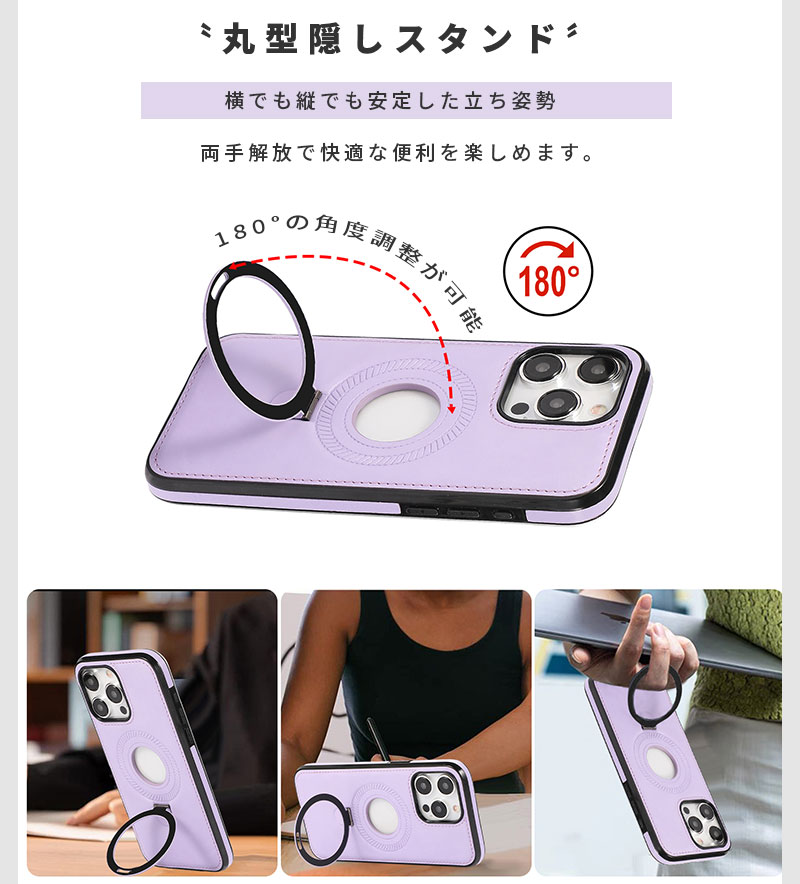 〝丸型隠しスタンド〞
横でも縦でも安定した立ち姿勢
両手解放で快適な便利を楽しめます。
180°の角度調整が可能
180°